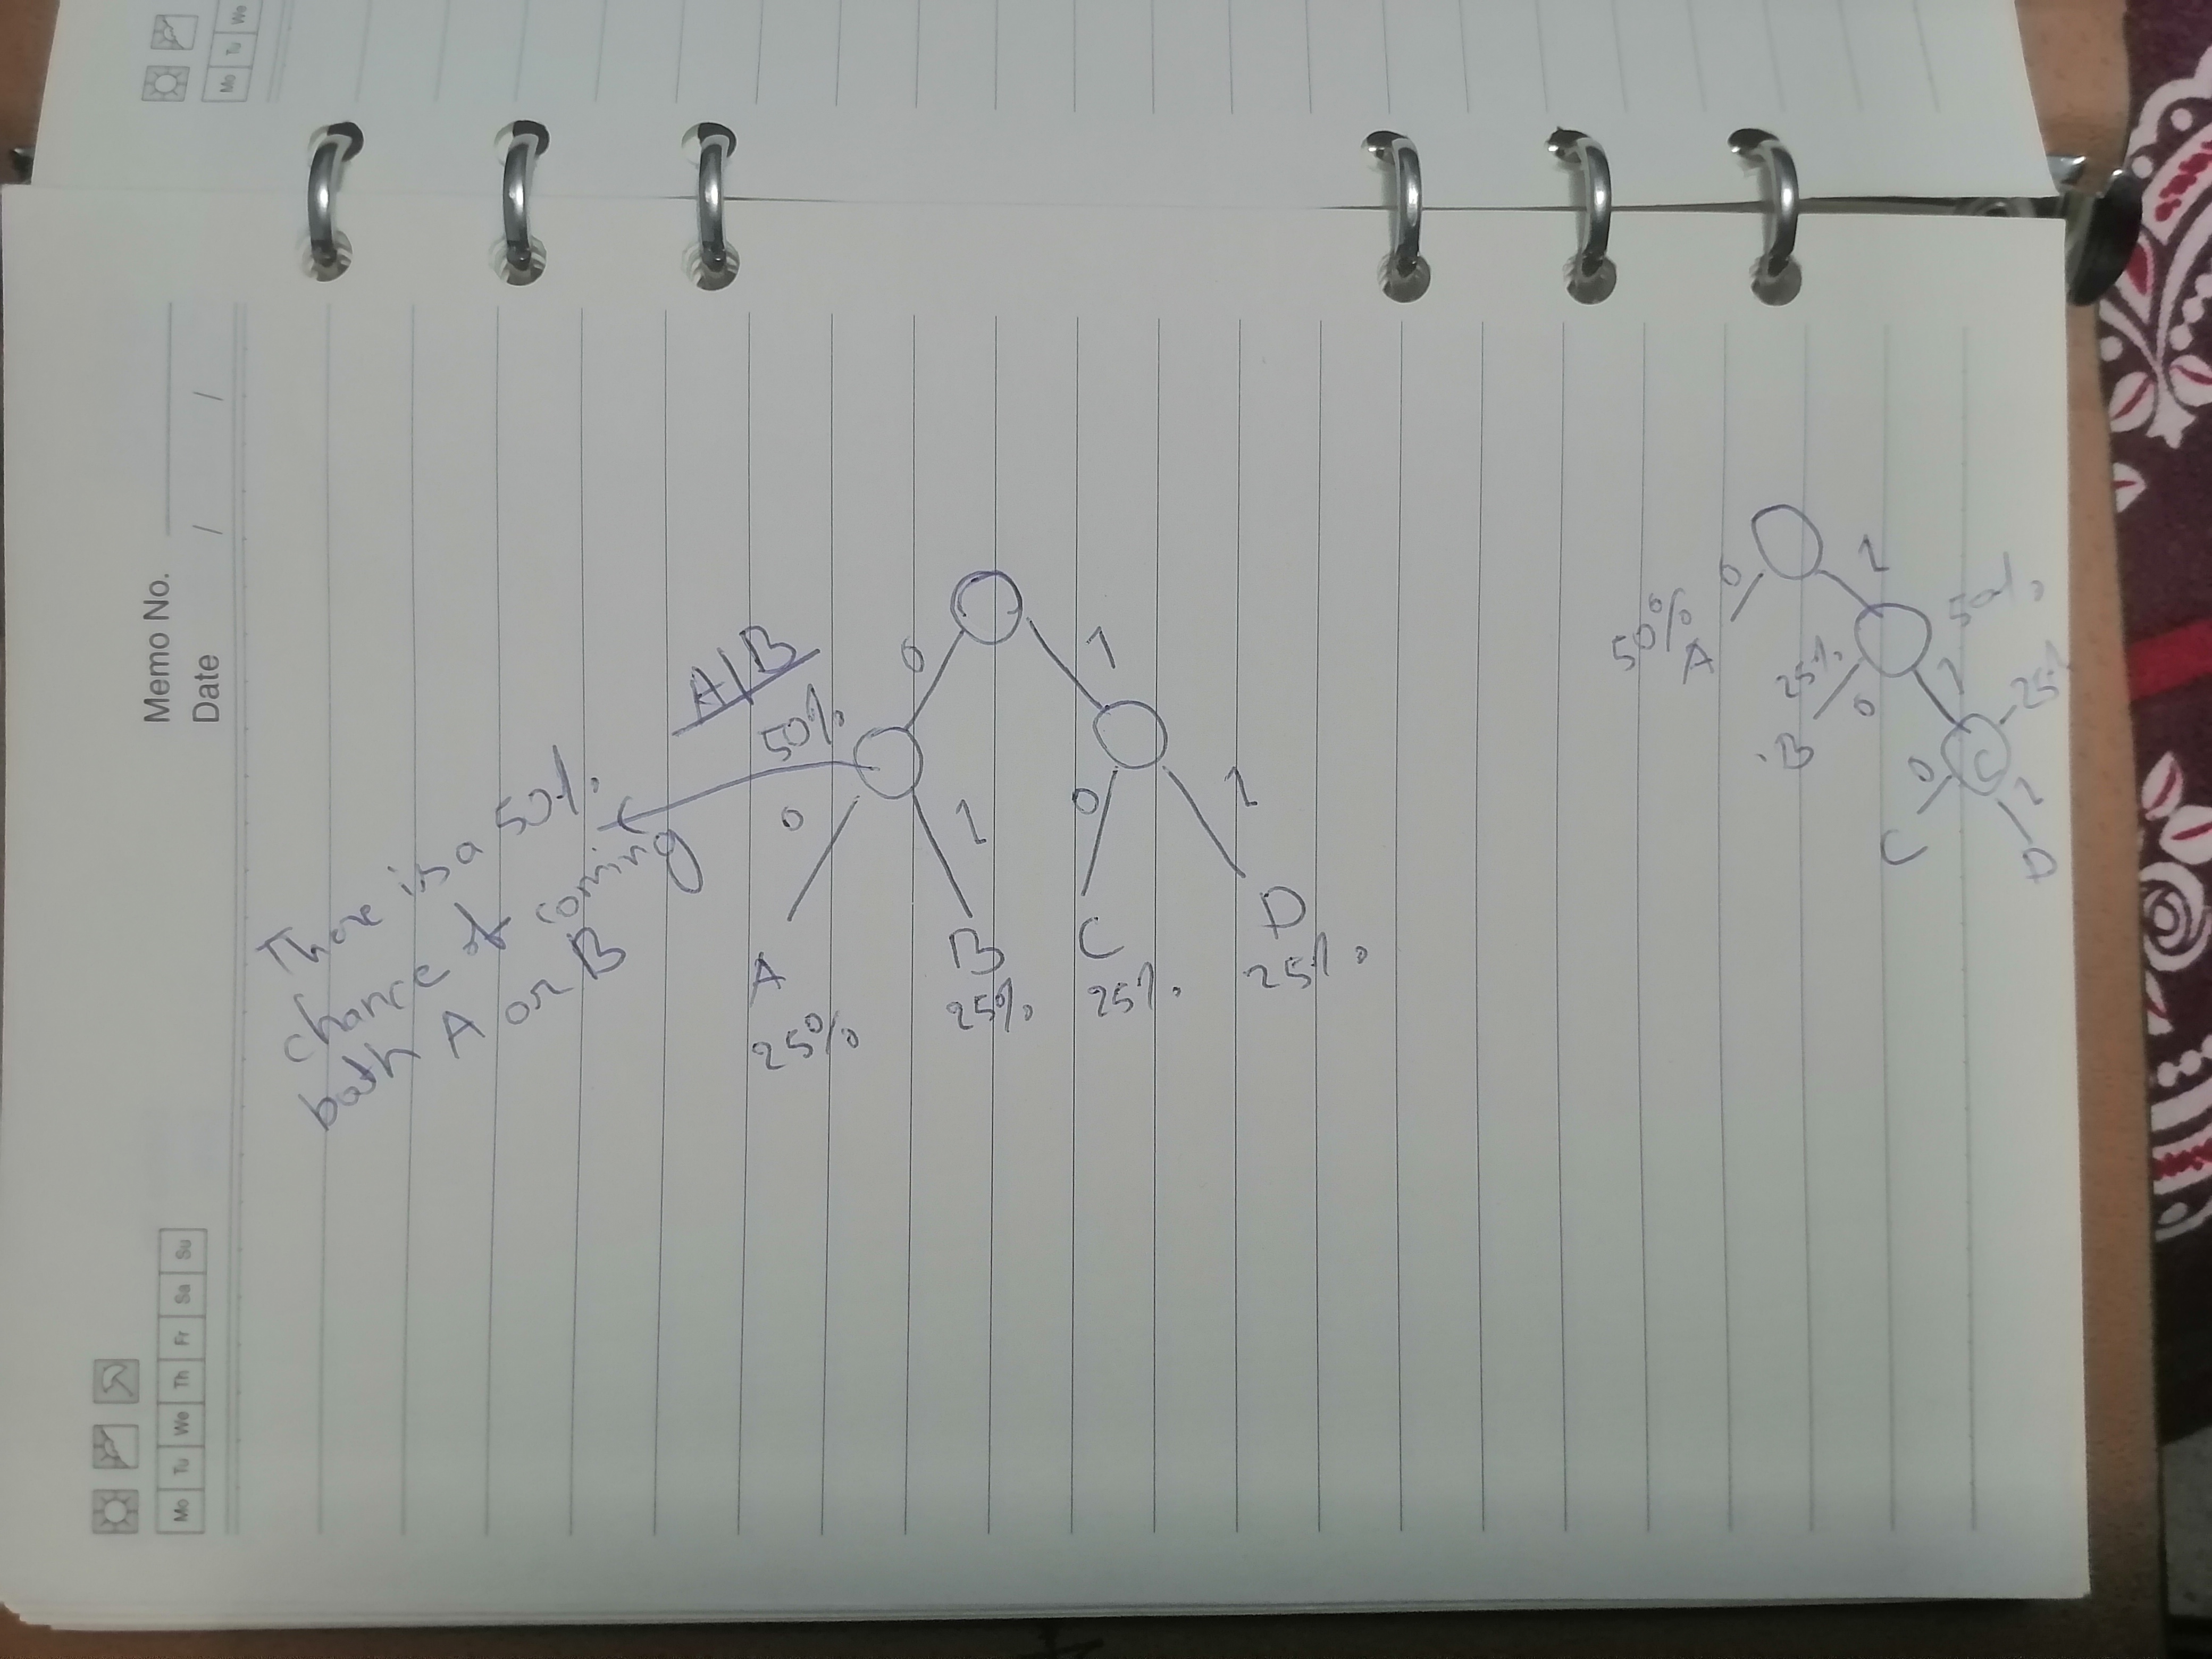 Mo Tu We
Memo No.
Date / /
Mo Tu We Th Fr Sa Su
There is a 50%
chance of
both coming
A or B
A/B
50%
0 1
0 1 0 1
A B C D
25% 25% 25% 25%
0 1
50% 50%
A
25% 0 1 25%
B C
0 1
C D